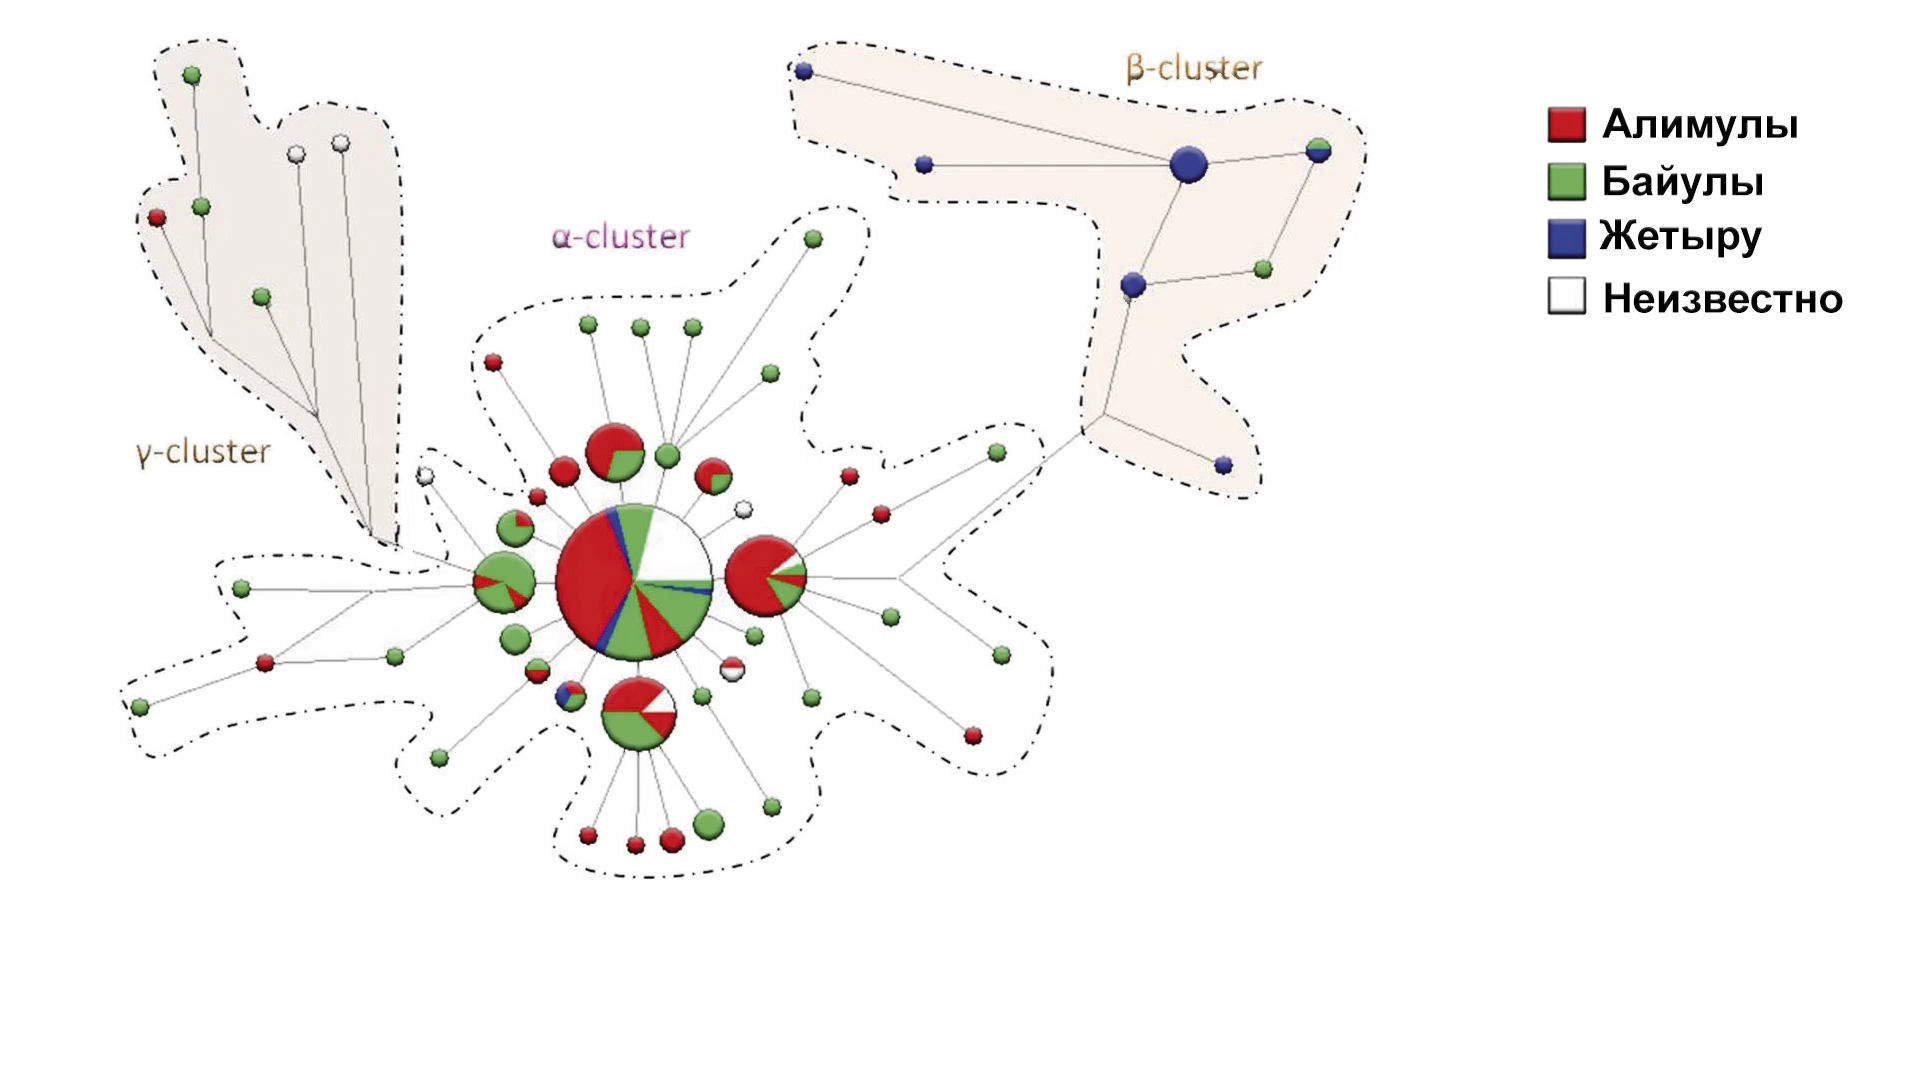 β-cluster
α-cluster
γ-cluster
Алимулы
Байулы
Жетыру
Неизвестно